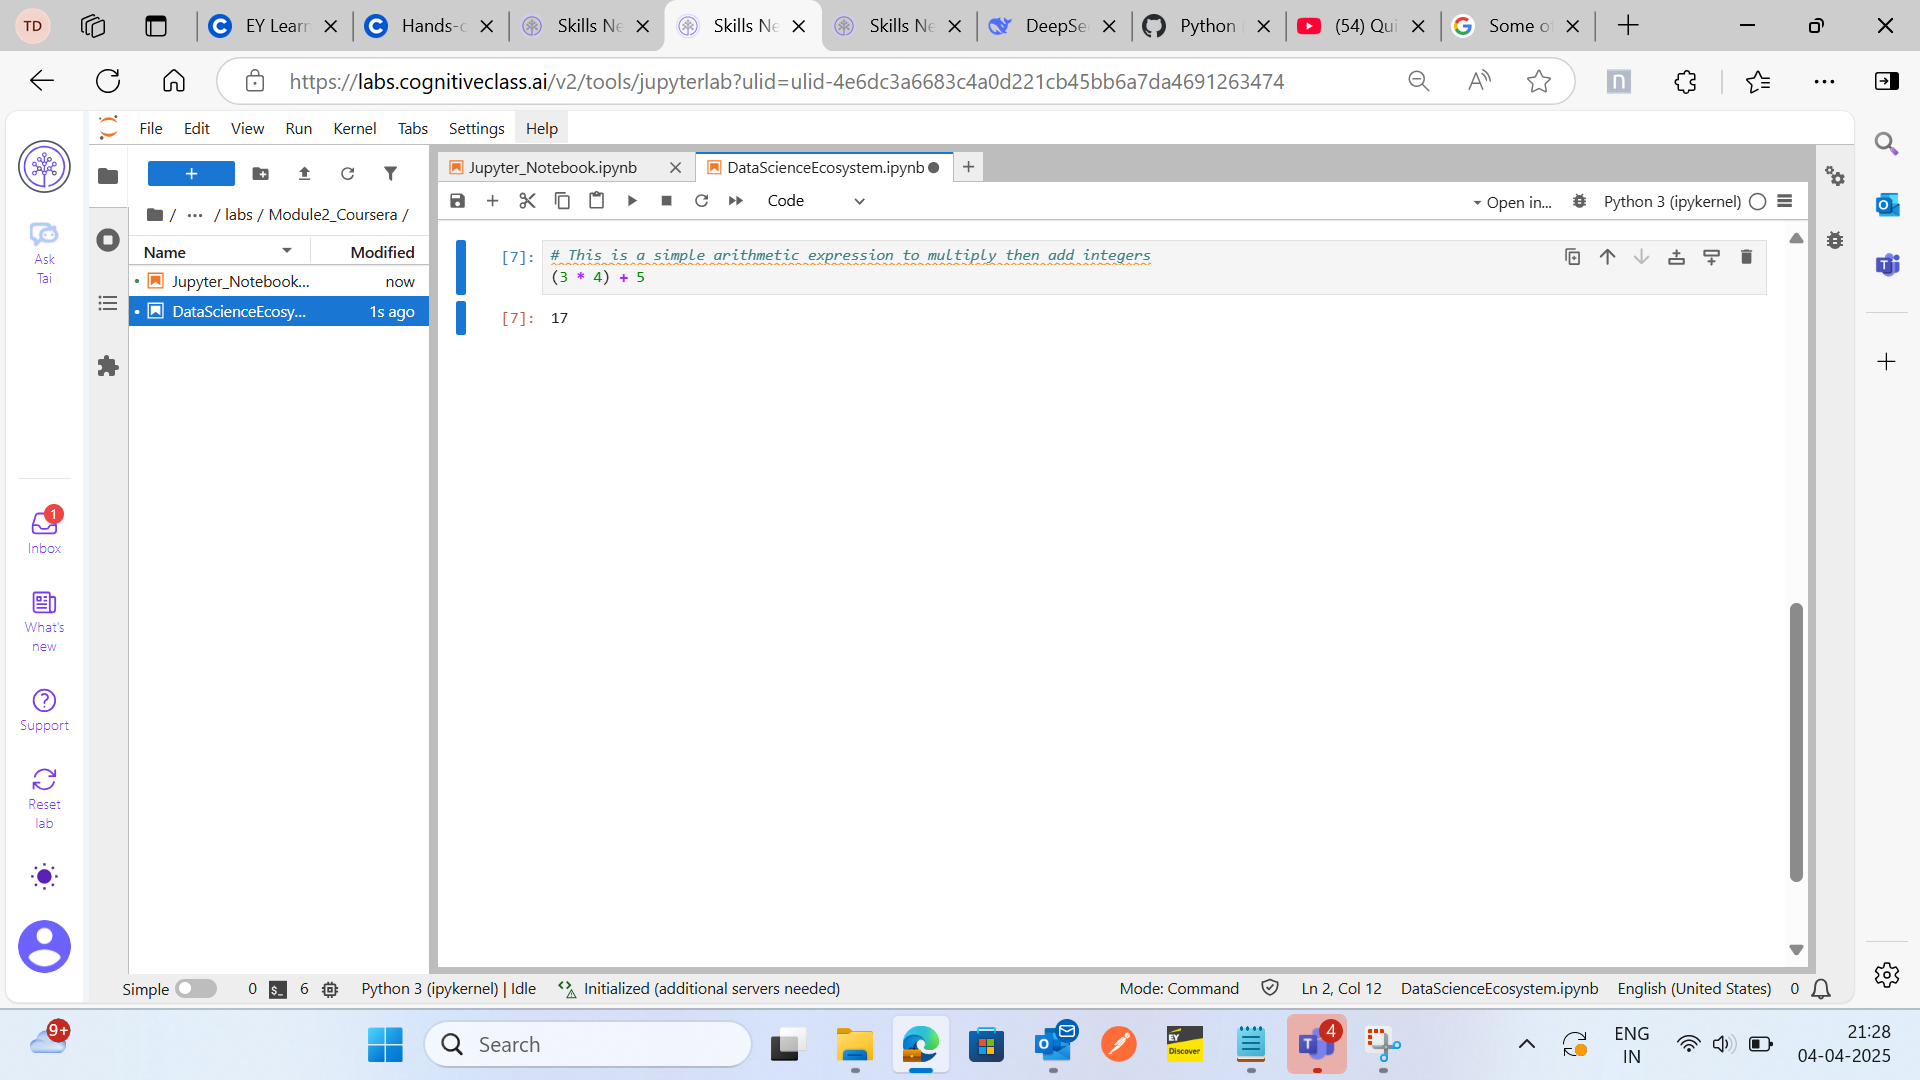 TD
EY Learn
Hands-o
Skills Ne
Skills Ne
Skills Ne
DeepSe
Python
(54) Qui
Some o
https://labs.cognitiveclass.ai/v2/tools/jupyterlab?ulid=ulid-4e6dc3a6683c4a0d221cb45bb6a7da4691263474
File Edit View Run Kernel Tabs Settings Help
Ask
Tai
Inbox
1
What's
new
Support
Reset
lab
/ ... / labs / Module2_Coursera /
Name Modified
Jupyter_Notebook... now
DataScienceEcosy... 1s ago
Jupyter_Notebook.ipynb
DataScienceEcosystem.ipynb
Code
Open in...
Python 3 (ipykernel)
[7]: # This is a simple arithmetic expression to multiply then add integers
(3 * 4) + 5
[7]: 17
Simple 0 6 Python 3 (ipykernel) | Idle Initialized (additional servers needed) Mode: Command Ln 2, Col 12 DataScienceEcosystem.ipynb English (United States) 0
9+
Search
EY
Discover
4
ENG
IN
21:28
04-04-2025